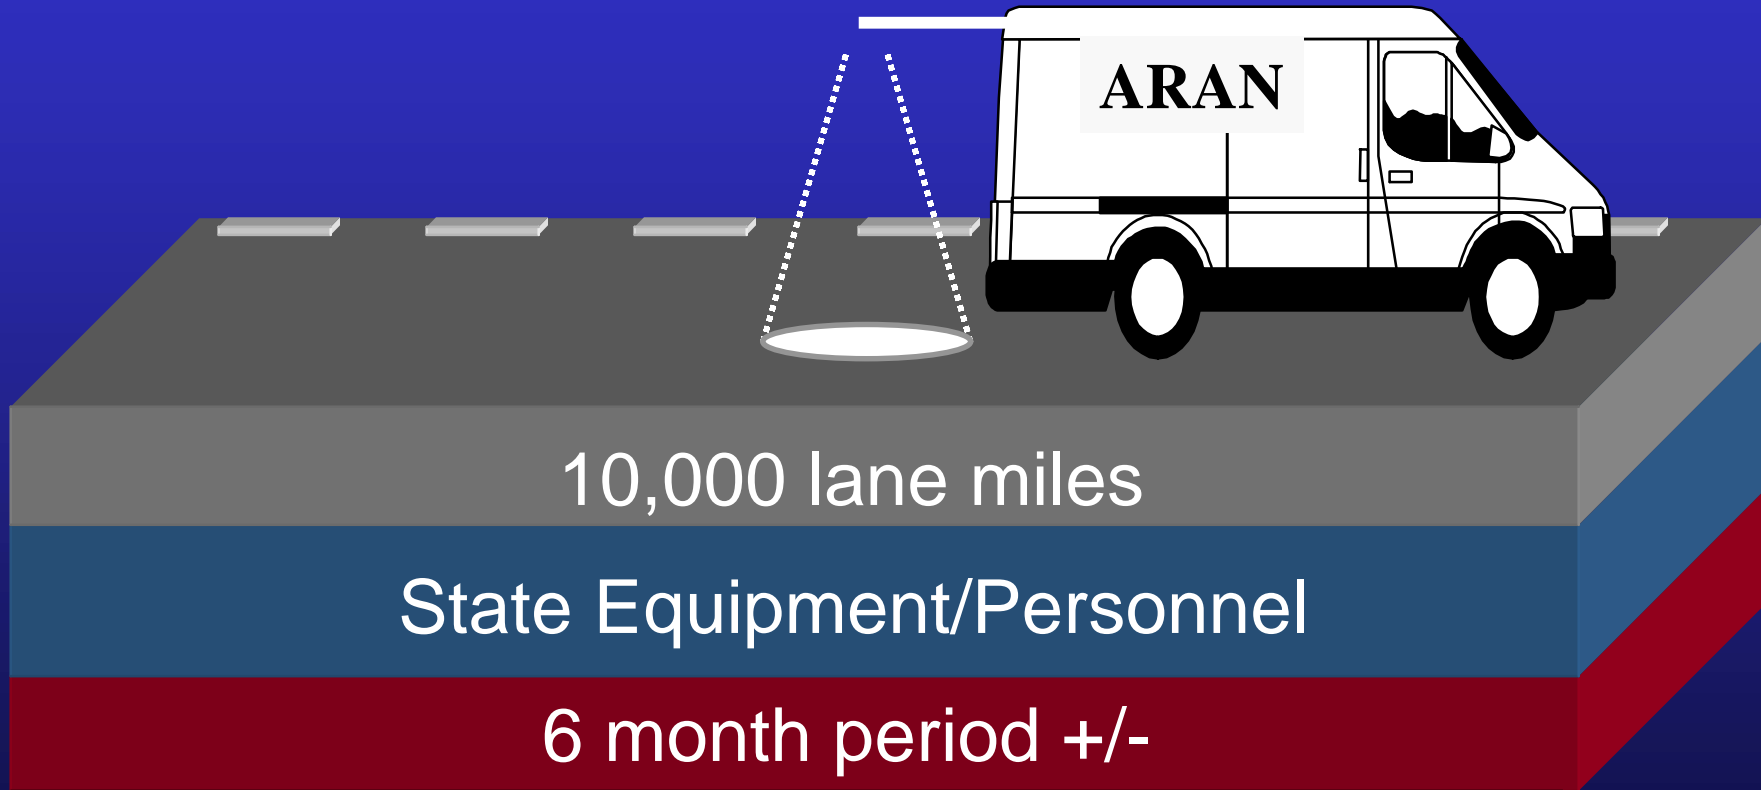 ARAN
10,000 lane miles
State Equipment/Personnel
6 month period +/-